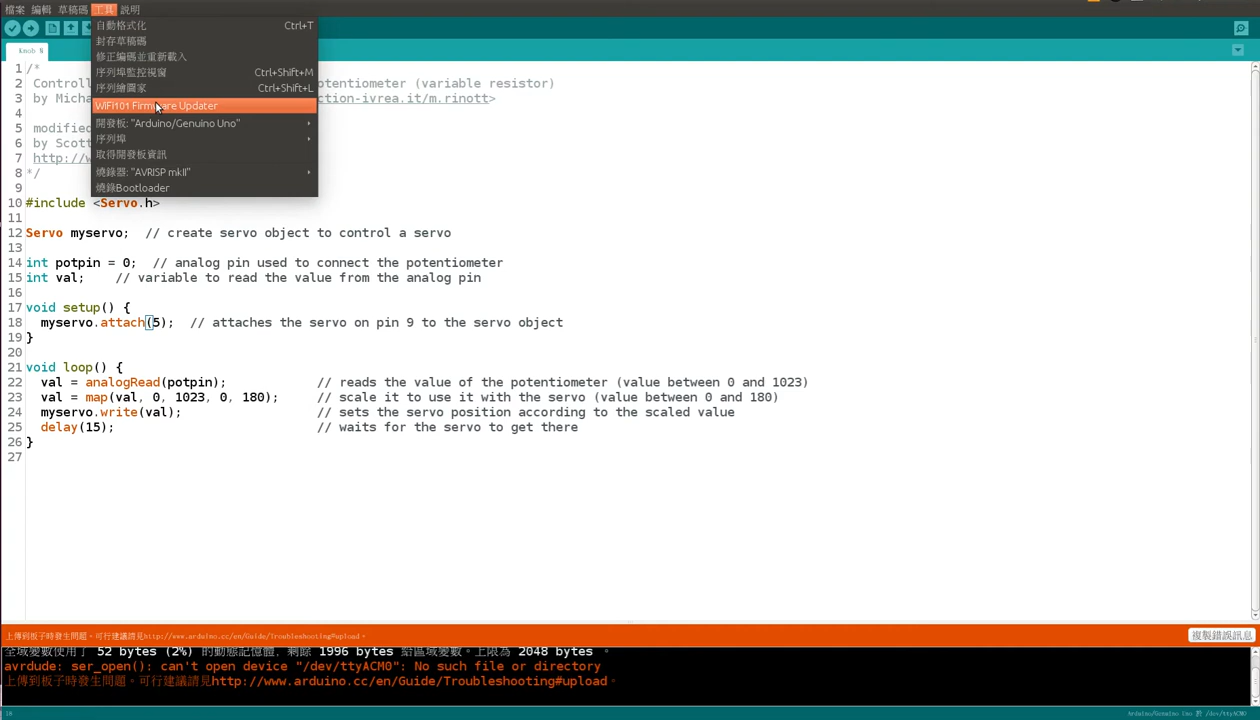 檔案 編輯 草稿碼 工具 說明
自動格式化 Ctrl+T
封存草稿碼
修正編碼並重新載入
序列埠監控視窗 Ctrl+Shift+M
序列繪圖家 Ctrl+Shift+L
WiFi101 Firmware Updater
開發板: "Arduino/Genuino Uno"
序列埠
取得開發板資訊
燒錄器: "AVRISP mkII"
燒錄Bootloader
Knob §
1 /*
2 Controll potentiometer (variable resistor)
3 by Micha ction-ivrea.it/m.rinott>
4
5 modified
6 by Scott
7 http://w
8 */
9
10 #include <Servo.h>
11
12 Servo myservo;  // create servo object to control a servo
13
14 int potpin = 0;  // analog pin used to connect the potentiometer
15 int val;    // variable to read the value from the analog pin
16
17 void setup() {
18   myservo.attach(5);  // attaches the servo on pin 9 to the servo object
19 }
20
21 void loop() {
22   val = analogRead(potpin);            // reads the value of the potentiometer (value between 0 and 1023)
23   val = map(val, 0, 1023, 0, 180);     // scale it to use it with the servo (value between 0 and 180)
24   myservo.write(val);                  // sets the servo position according to the scaled value
25   delay(15);                           // waits for the servo to get there
26 }
27
上傳到板子時發生問題。可行建議請見http://www.arduino.cc/en/Guide/Troubleshooting#upload。
複製錯誤訊息
全域變數使用了 52 bytes (2%) 的動態記憶體，剩餘 1996 bytes 給區域變數。上限為 2048 bytes 。
avrdude: ser_open(): can't open device "/dev/ttyACM0": No such file or directory
上傳到板子時發生問題。可行建議請見http://www.arduino.cc/en/Guide/Troubleshooting#upload。
18 Arduino/Genuino Uno 於 /dev/ttyACM0